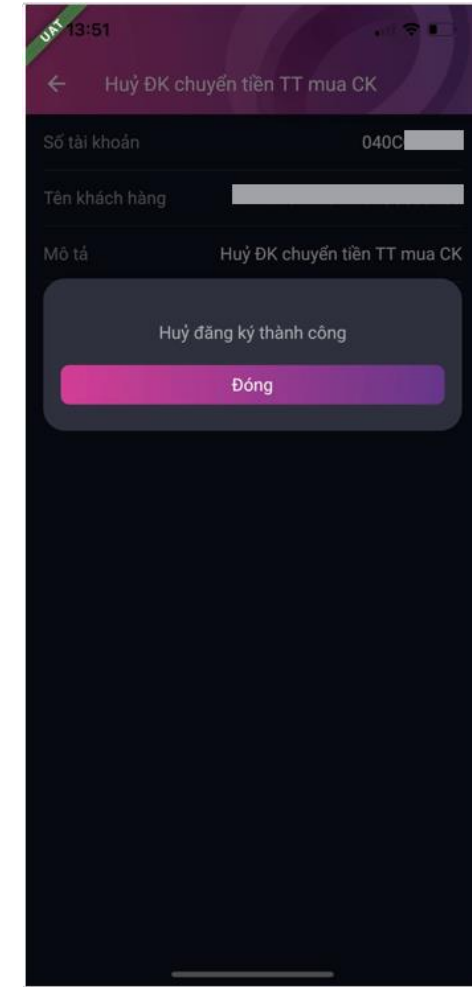 UAT
13:51
Huỷ ĐK chuyển tiền TT mua CK
Số tài khoản 040C
Tên khách hàng
Mô tả Huỷ ĐK chuyển tiền TT mua CK
Huỷ đăng ký thành công
Đóng